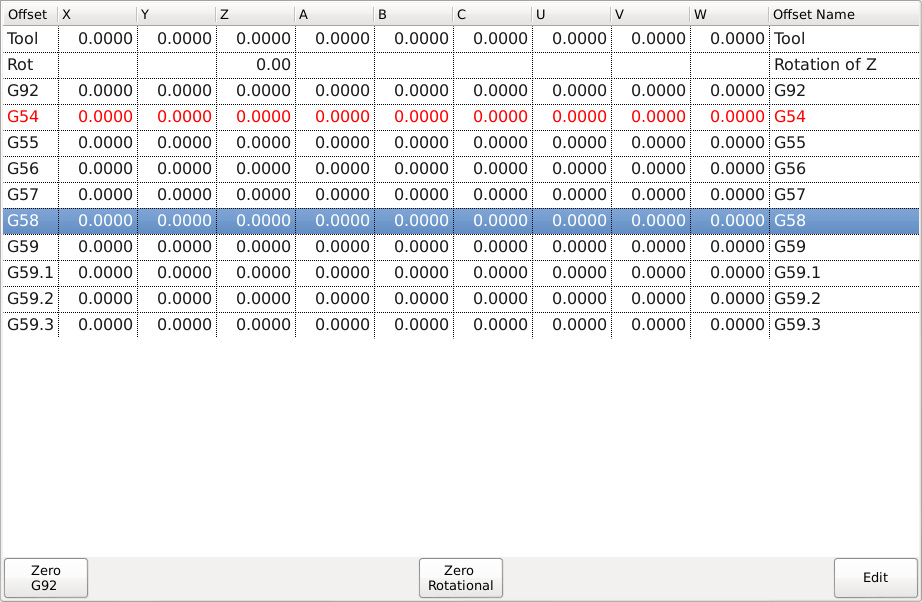 Offset X Y Z A B C U V W Offset Name
Tool 0.0000 0.0000 0.0000 0.0000 0.0000 0.0000 0.0000 0.0000 0.0000 Tool
Rot 0.00 Rotation of Z
G92 0.0000 0.0000 0.0000 0.0000 0.0000 0.0000 0.0000 0.0000 0.0000 G92
G54 0.0000 0.0000 0.0000 0.0000 0.0000 0.0000 0.0000 0.0000 0.0000 G54
G55 0.0000 0.0000 0.0000 0.0000 0.0000 0.0000 0.0000 0.0000 0.0000 G55
G56 0.0000 0.0000 0.0000 0.0000 0.0000 0.0000 0.0000 0.0000 0.0000 G56
G57 0.0000 0.0000 0.0000 0.0000 0.0000 0.0000 0.0000 0.0000 0.0000 G57
G58 0.0000 0.0000 0.0000 0.0000 0.0000 0.0000 0.0000 0.0000 0.0000 G58
G59 0.0000 0.0000 0.0000 0.0000 0.0000 0.0000 0.0000 0.0000 0.0000 G59
G59.1 0.0000 0.0000 0.0000 0.0000 0.0000 0.0000 0.0000 0.0000 0.0000 G59.1
G59.2 0.0000 0.0000 0.0000 0.0000 0.0000 0.0000 0.0000 0.0000 0.0000 G59.2
G59.3 0.0000 0.0000 0.0000 0.0000 0.0000 0.0000 0.0000 0.0000 0.0000 G59.3
Zero
G92
Zero
Rotational
Edit